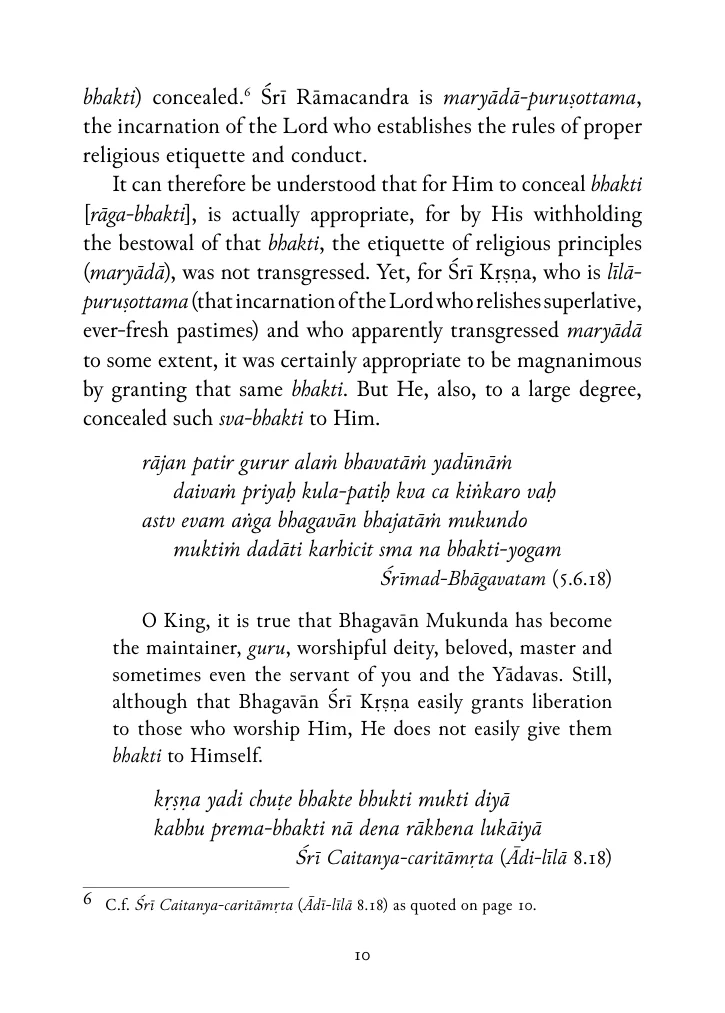 bhakti) concealed.⁶ Śrī Rāmacandra is maryādā-puruṣottama,
the incarnation of the Lord who establishes the rules of proper
religious etiquette and conduct.
It can therefore be understood that for Him to conceal bhakti
[rāga-bhakti], is actually appropriate, for by His withholding
the bestowal of that bhakti, the etiquette of religious principles
(maryādā), was not transgressed. Yet, for Śrī Kṛṣṇa, who is līlā-
puruṣottama (that incarnation of the Lord who relishes superlative,
ever-fresh pastimes) and who apparently transgressed maryādā
to some extent, it was certainly appropriate to be magnanimous
by granting that same bhakti. But He, also, to a large degree,
concealed such sva-bhakti to Him.
rājan patir gurur alaṁ bhavatāṁ yadūnāṁ
daivaṁ priyaḥ kula-patiḥ kva ca kiṅkaro vaḥ
astv evam aṅga bhagavān bhajatāṁ mukundo
muktiṁ dadāti karhicit sma na bhakti-yogam
Śrīmad-Bhāgavatam (5.6.18)
O King, it is true that Bhagavān Mukunda has become
the maintainer, guru, worshipful deity, beloved, master and
sometimes even the servant of you and the Yādavas. Still,
although that Bhagavān Śrī Kṛṣṇa easily grants liberation
to those who worship Him, He does not easily give them
bhakti to Himself.
kṛṣṇa yadi chuṭe bhakte bhukti mukti diyā
kabhu prema-bhakti nā dena rākhena lukāiyā
Śrī Caitanya-caritāmṛta (Ādi-līlā 8.18)
6 C.f. Śrī Caitanya-caritāmṛta (Ādī-līlā 8.18) as quoted on page 10.
10